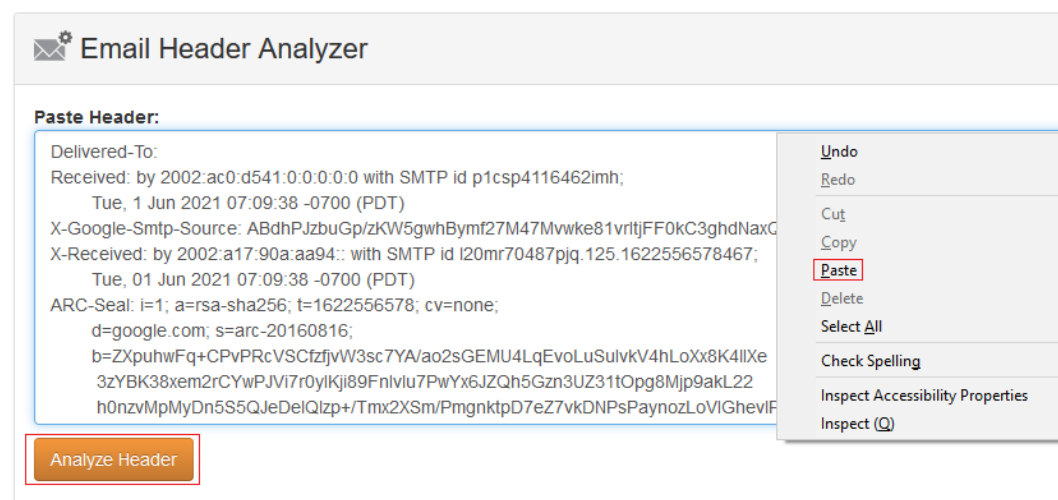 Email Header Analyzer
Paste Header:
Delivered-To:
Received: by 2002:ac0:d541:0:0:0:0:0 with SMTP id p1csp4116462imh;
Tue, 1 Jun 2021 07:09:38 -0700 (PDT)
X-Google-Smtp-Source: ABdhPJzbuGp/zKW5gwhBymf27M47Mvwke81vrltjFF0kC3ghdNaxQ
X-Received: by 2002:a17:90a:aa94:: with SMTP id l20mr70487pjq.125.1622556578467;
Tue, 01 Jun 2021 07:09:38 -0700 (PDT)
ARC-Seal: i=1; a=rsa-sha256; t=1622556578; cv=none;
d=google.com; s=arc-20160816;
b=ZXpuhwFq+CPvPRcVSCfzfjvW3sc7YA/ao2sGEMU4LqEvoLuSulvkV4hLoXx8K4lIXe
3zYBK38xem2rCYwPJVi7r0ylKji89Fnlvlu7PwYx6JZQh5Gzn3UZ31tOpg8Mjp9akL22
h0nzvMpMyDn5S5QJeDelQlzp+/Tmx2XSm/PmgnktpD7eZ7vkDNPsPaynozLoVlGhevlF
Undo
Redo
Cut
Copy
Paste
Delete
Select All
Check Spelling
Inspect Accessibility Properties
Inspect (Q)
Analyze Header